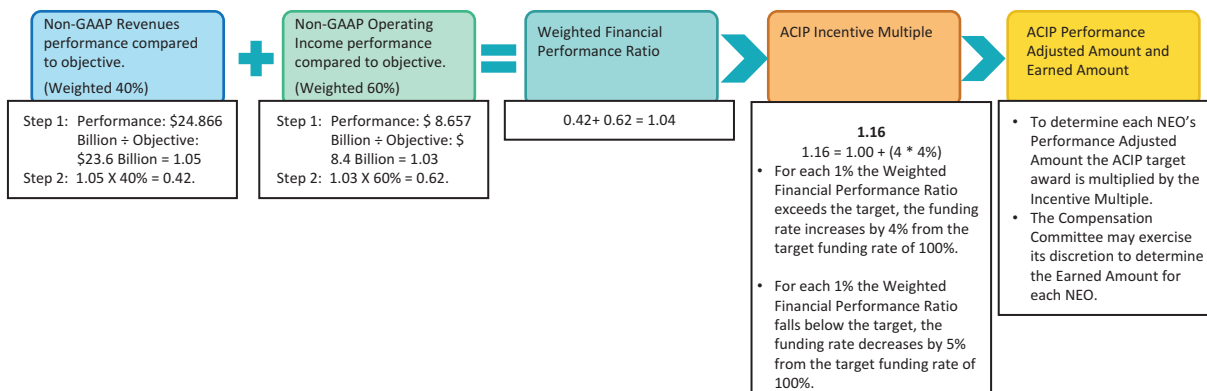 Non-GAAP Revenues
performance compared
to objective.
(Weighted 40%)
Step 1: Performance: $24.866
Billion ÷ Objective:
$23.6 Billion = 1.05
Step 2: 1.05 X 40% = 0.42.
Non-GAAP Operating
Income performance
compared to objective.
(Weighted 60%)
Step 1: Performance: $ 8.657
Billion ÷ Objective: $
8.4 Billion = 1.03
Step 2: 1.03 X 60% = 0.62.
Weighted Financial
Performance Ratio
0.42+ 0.62 = 1.04
ACIP Incentive Multiple
1.16
1.16 = 1.00 + (4 * 4%)
• For each 1% the Weighted
Financial Performance Ratio
exceeds the target, the funding
rate increases by 4% from the
target funding rate of 100%.
• For each 1% the Weighted
Financial Performance Ratio
falls below the target, the
funding rate decreases by 5%
from the target funding rate of
100%.
ACIP Performance
Adjusted Amount and
Earned Amount
• To determine each NEO's
Performance Adjusted
Amount the ACIP target
award is multiplied by the
Incentive Multiple.
• The Compensation
Committee may exercise
its discretion to determine
the Earned Amount for
each NEO.